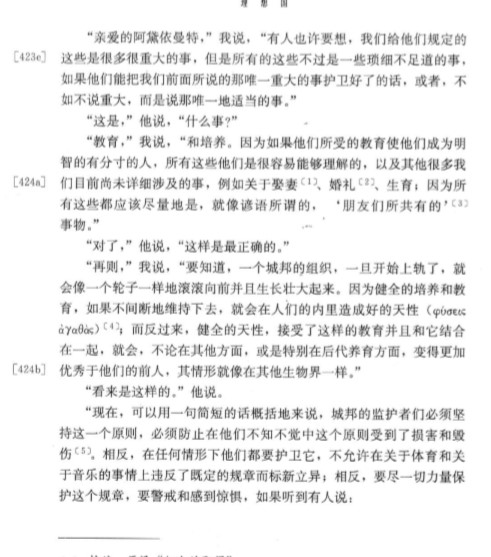 理 想 国
“亲爱的阿黛依曼特，”我说，“有人也许要想，我们给他们规定的
[423e] 这些是很多很重大的事，但是所有的这些不过是一些琐细不足道的事，
如果他们能把我们前面所说的那唯一重大的事护卫好了的话，或者，不
如不说重大，而是说那唯一地适当的事。”
“这是，”他说，“什么事?”
“教育，”我说，“和培养。因为如果他们所受的教育使他们成为明
智的有分寸的人，所有这些他们是很容易能够理解的，以及其他很多我
[424a] 们目前尚未详细涉及的事，例如关于娶妻〔1〕、婚礼〔2〕、生育；因为所
有这些都应该尽量地是，就像谚语所谓的，‘朋友们所共有的’〔3〕
事物。”
“对了，”他说，“这样是最正确的。”
“再则，”我说，“要知道，一个城邦的组织，一旦开始上轨了，就
会像一个轮子一样地滚滚向前并且生长壮大起来。因为健全的培养和教
育，如果不间断地维持下去，就会在人们的内里造成好的天性（φύσεις
ἀγαθάς）〔4〕；而反过来，健全的天性，接受了这样的教育并且和它结合
在一起，就会，不论在其他方面，或是特别在后代养育方面，变得更加
[424b] 优秀于他们的前人，其情形就像在其他生物界一样。”
“看来是这样的。”他说。
“现在，可以用一句简短的话概括地来说，城邦的监护者们必须坚
持这一个原则，必须防止在他们不知不觉中这个原则受到了损害和毁
伤〔5〕。相反，在任何情形下他们都要护卫它，不允许在关于体育和关
于音乐的事情上违反了既定的规章而标新立异；相反，要尽一切力量保
护这个规章，要警戒和感到惊惧，如果听到有人说：